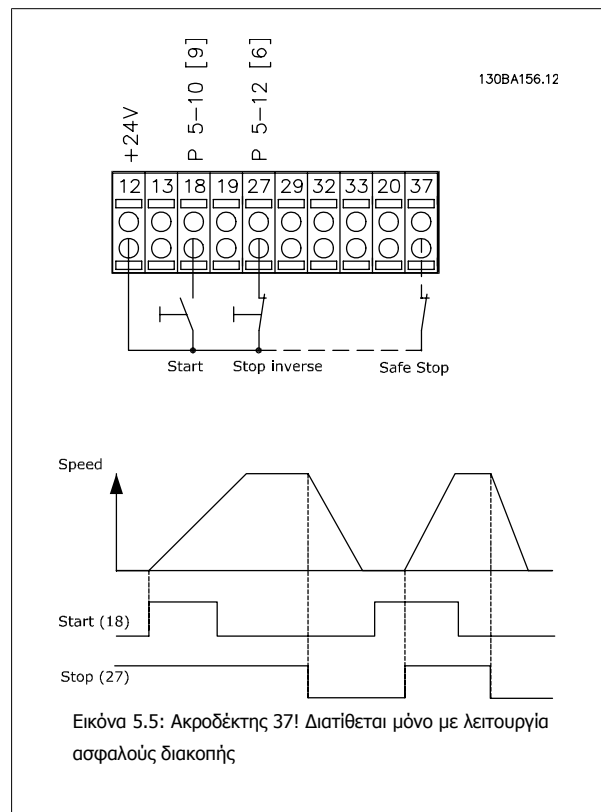 P 5-10 [9]
P 5-12 [6]
130BA156.12
+24V
12 13 18 19 27 29 32 33 20 37
Start Stop inverse Safe Stop
Speed
Start (18)
Stop (27)
Εικόνα 5.5: Ακροδέκτης 37! Διατίθεται μόνο με λειτουργία
ασφαλούς διακοπής